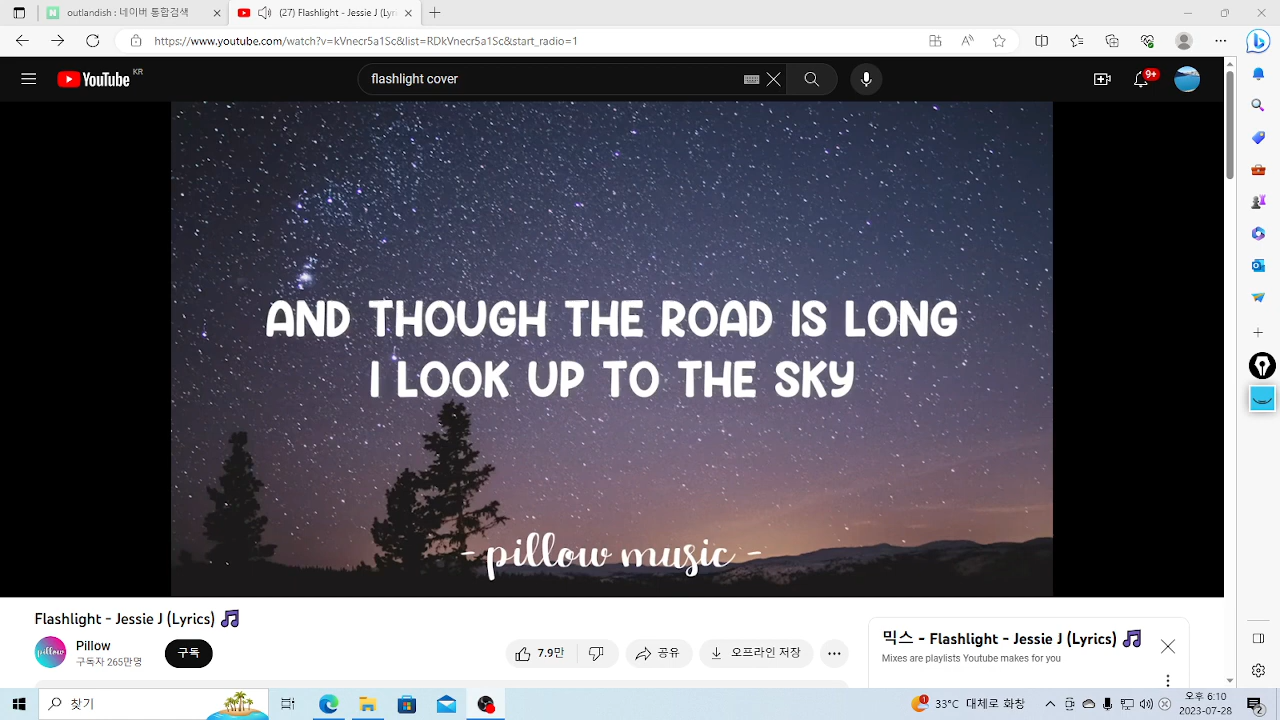 outlandish : 네이버 통합검색
(27) Flashlight - Jessie J (Lyri
https://www.youtube.com/watch?v=kVnecr5a1Sc&list=RDkVnecr5a1Sc&start_radio=1
YouTube KR
flashlight cover
9+
AND THOUGH THE ROAD IS LONG
I LOOK UP TO THE SKY
- pillow music -
Flashlight - Jessie J (Lyrics) 🎵
pillow
Pillow
구독자 265만명
구독
7.9만
공유
오프라인 저장
믹스 - Flashlight - Jessie J (Lyrics) 🎵
Mixes are playlists Youtube makes for you
찾기
33°C 대체로 화창
오후 6:10
2023-07-28
2